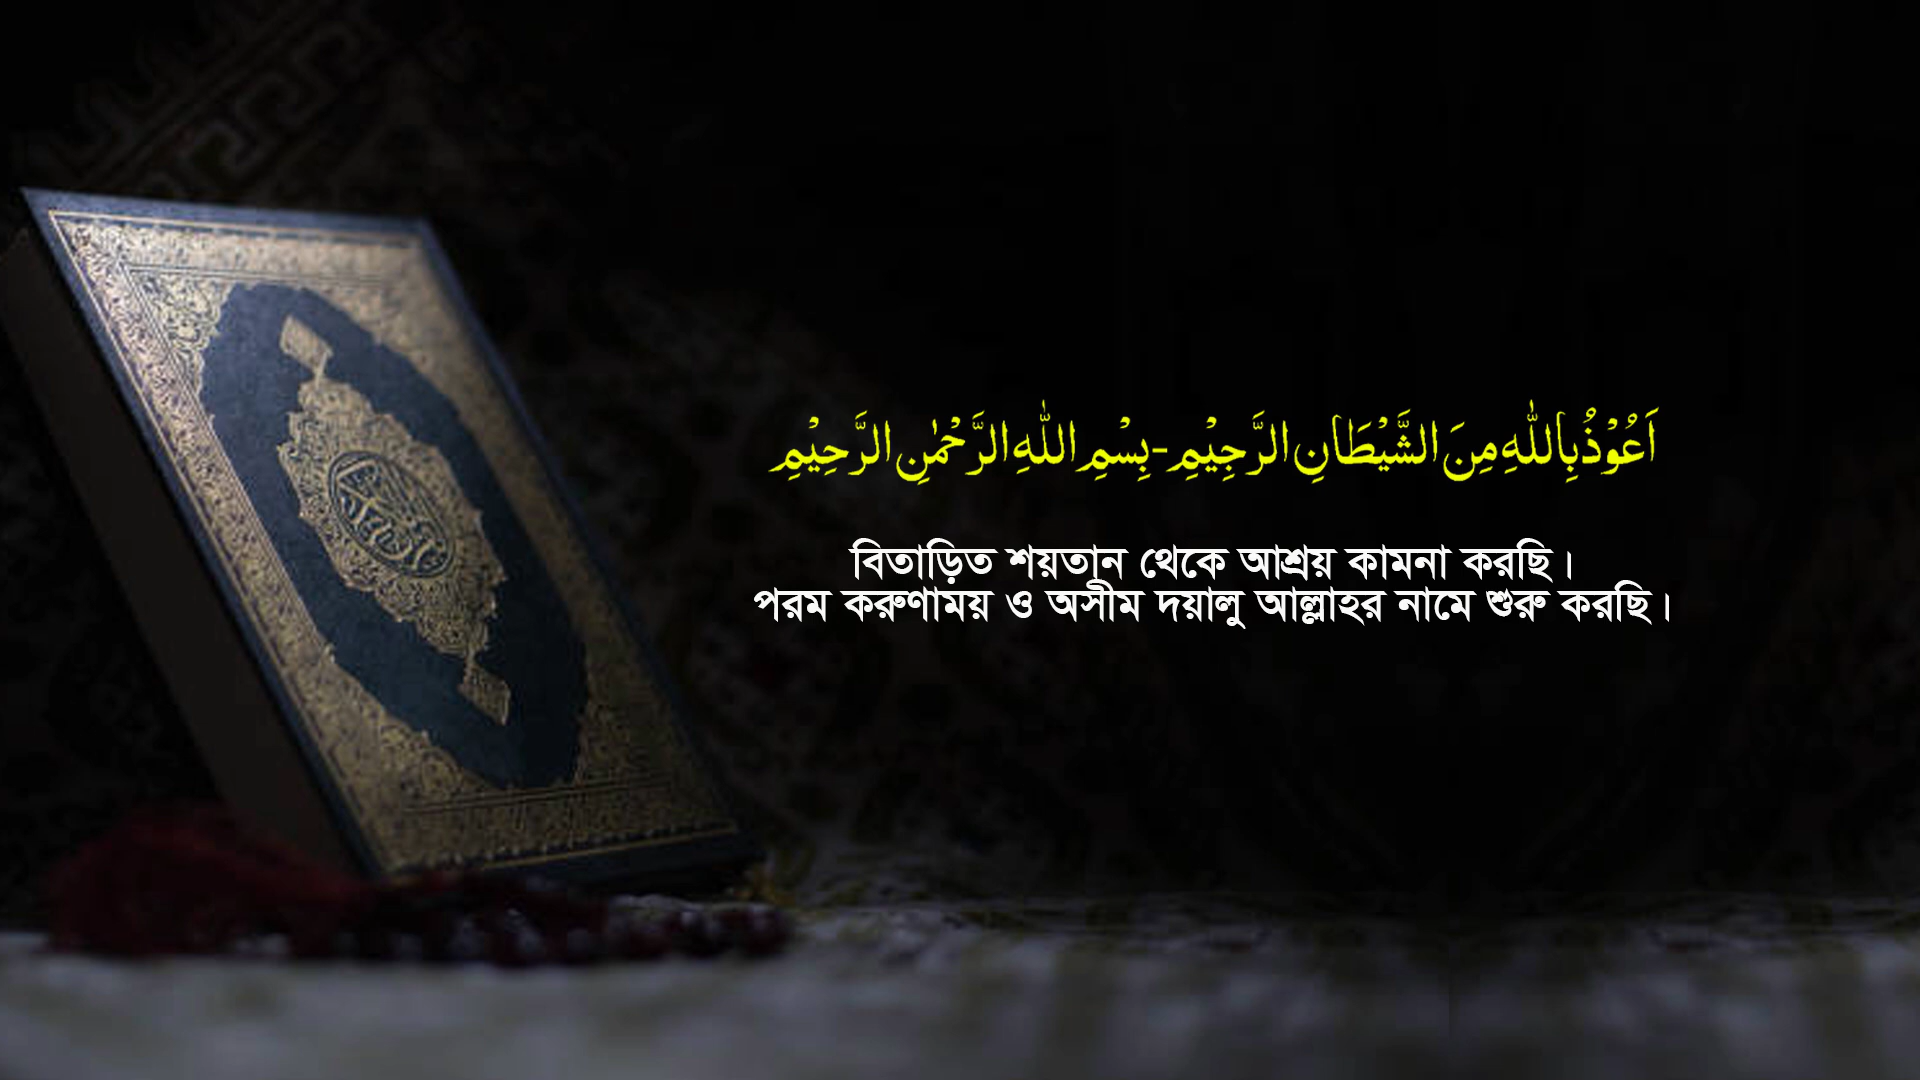 اَعُوْذُ بِاللّٰهِ مِنَ الشَّيْطَانِ الرَّجِيْمِ-بِسْمِ اللّٰهِ الرَّحْمٰنِ الرَّحِيْمِ
বিতাড়িত শয়তান থেকে আশ্রয় কামনা করছি।
পরম করুণাময় ও অসীম দয়ালু আল্লাহর নামে শুরু করছি।